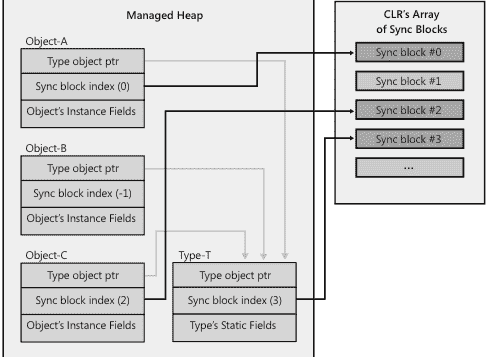 Managed Heap
Object-A
Type object ptr
Sync block index (0)
Object's Instance Fields
Object-B
Type object ptr
Sync block index (-1)
Object's Instance Fields
Object-C
Type object ptr
Sync block index (2)
Object's Instance Fields
Type-T
Type object ptr
Sync block index (3)
Type's Static Fields
CLR's Array
of Sync Blocks
Sync block #0
Sync block #1
Sync block #2
Sync block #3
...